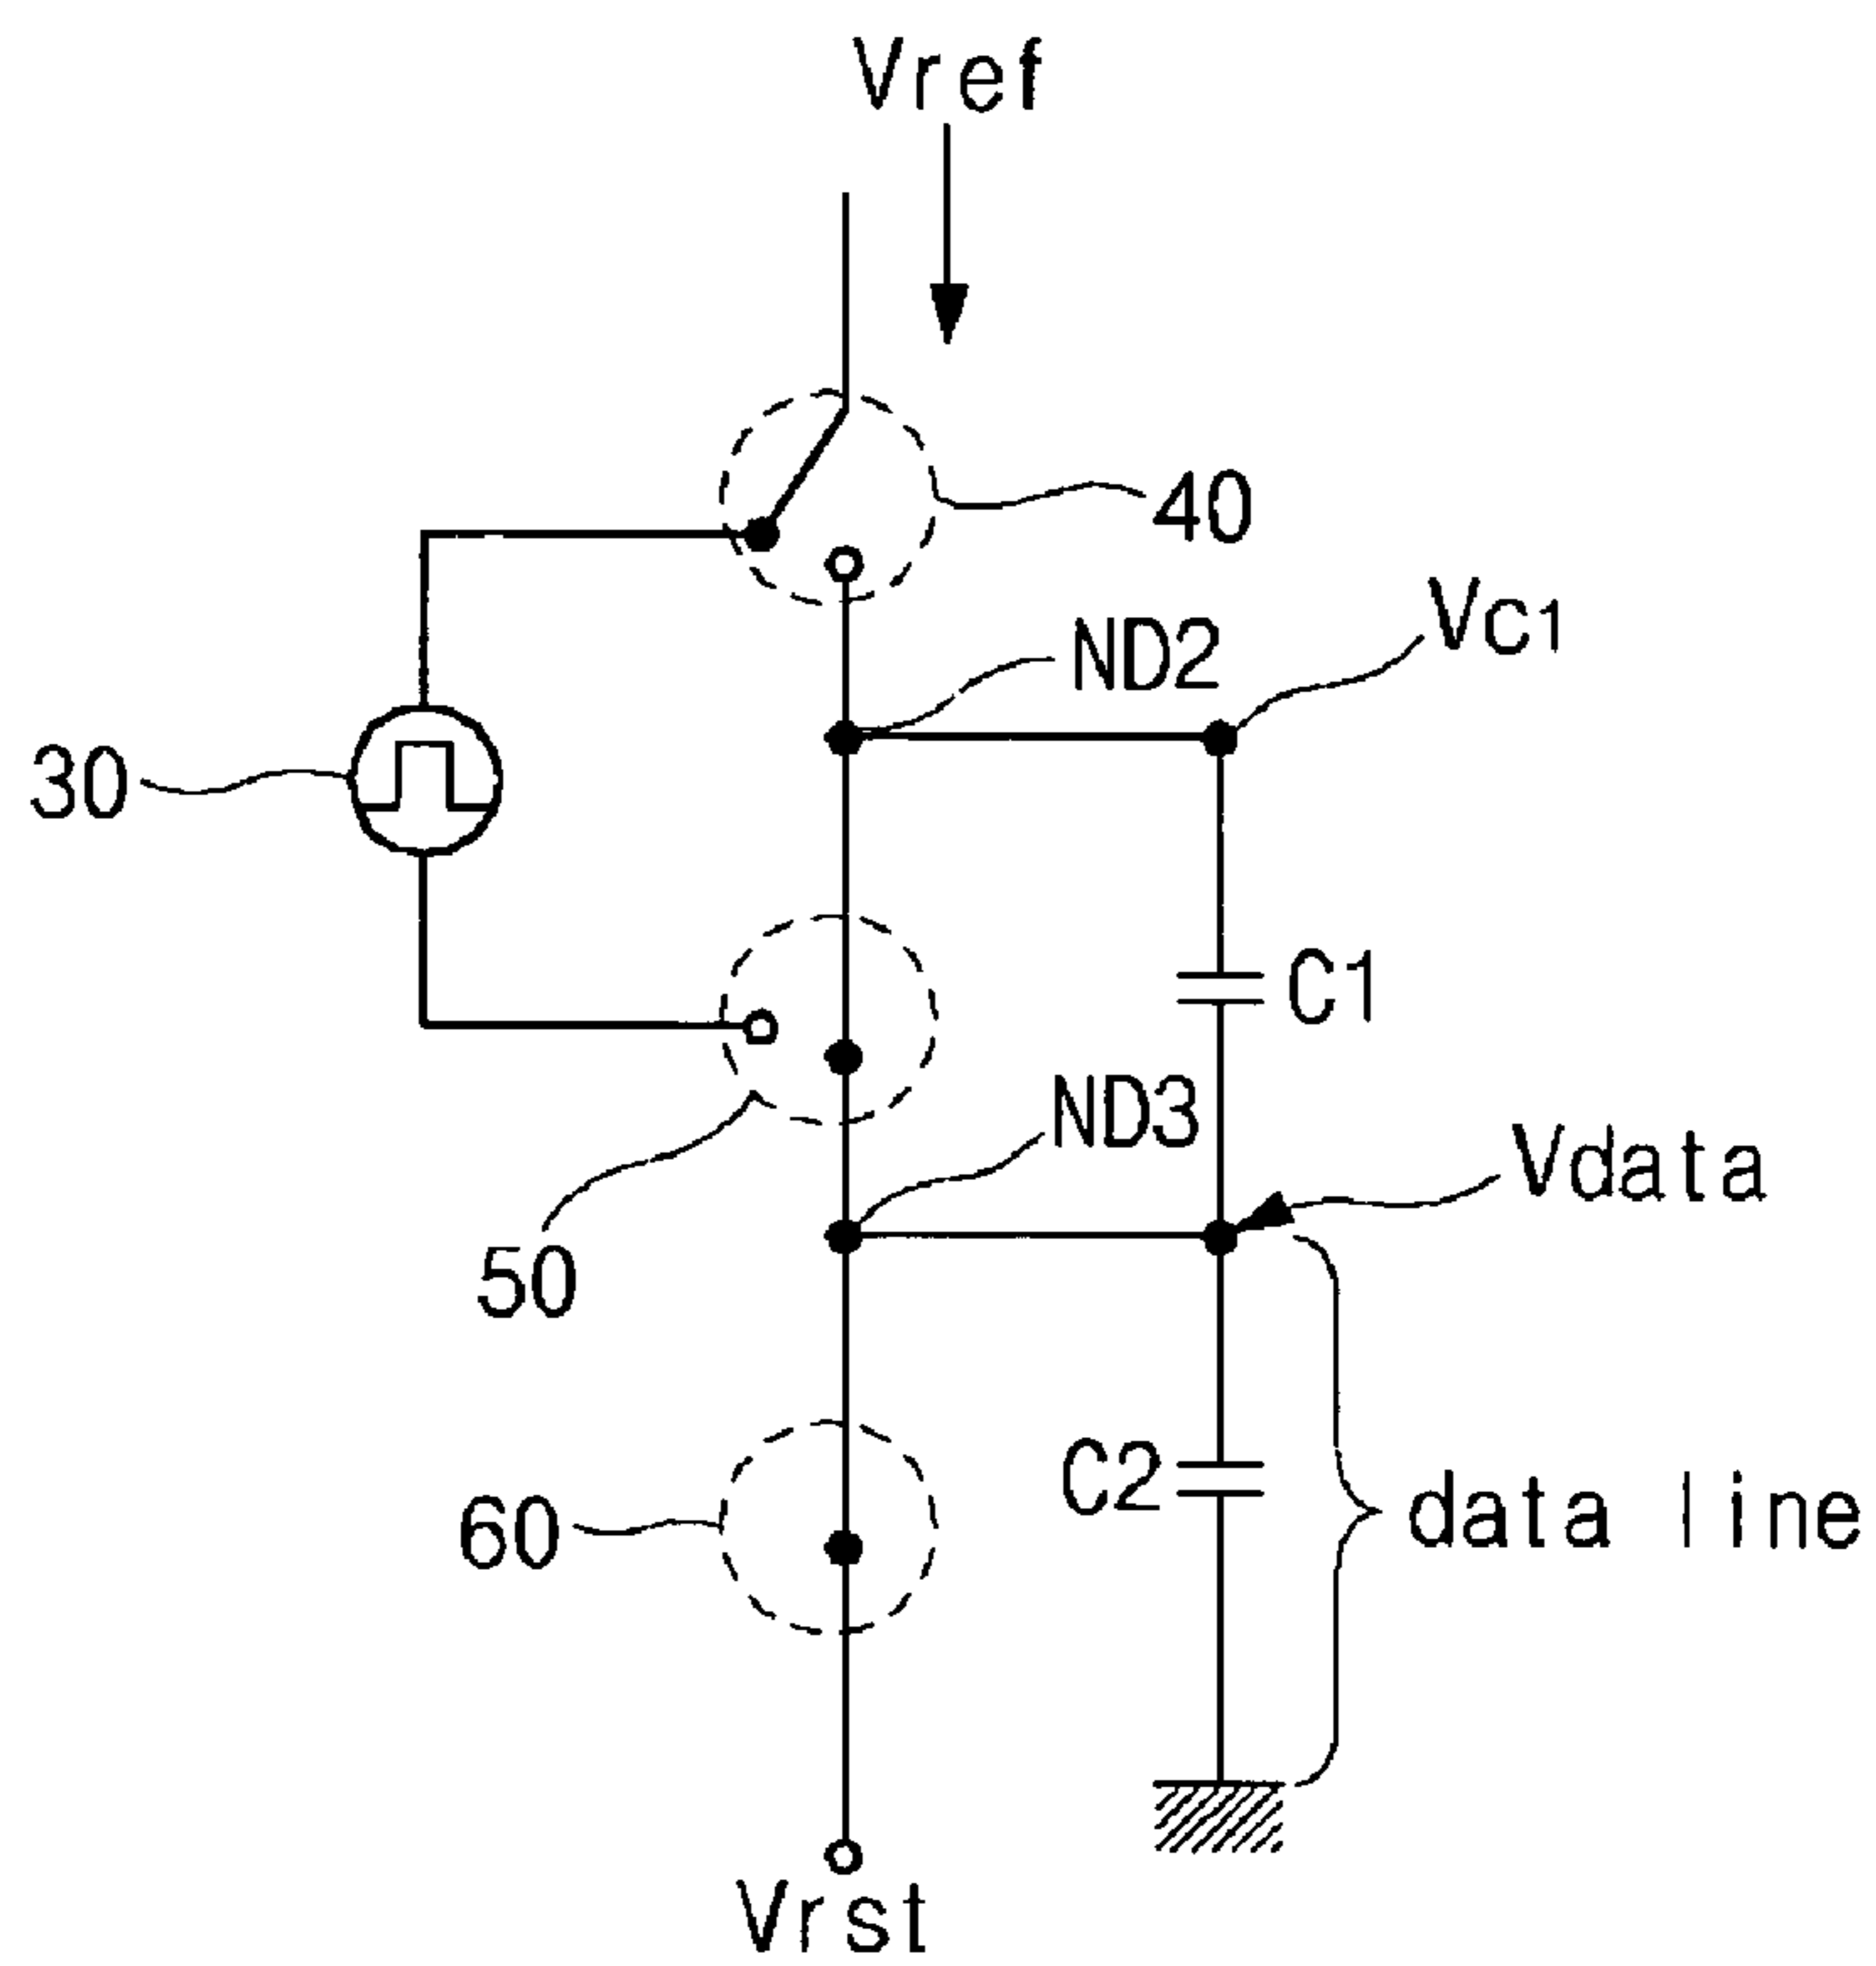 Vref
40
Vc1
ND2
30
C1
ND3
Vdata
50
C2
60
data line
Vrst